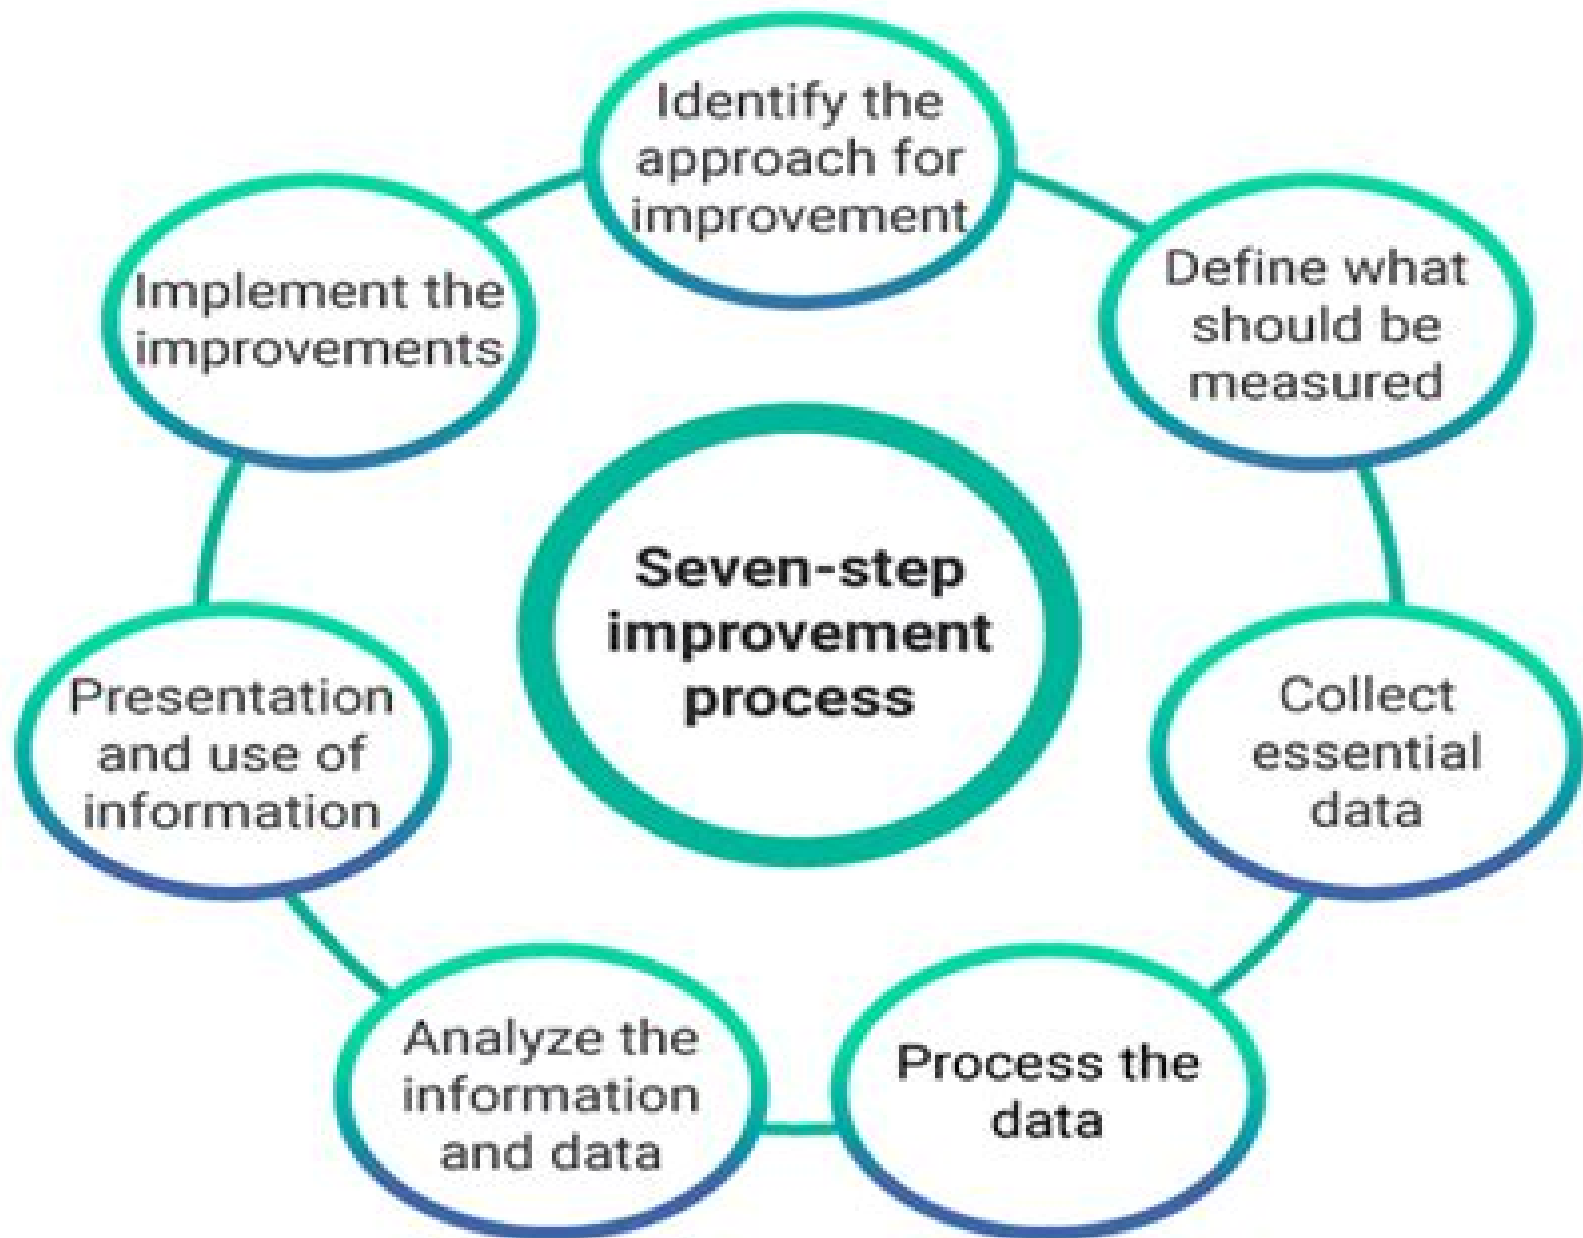 Identify the
approach for
improvement
Define what
should be
measured
Collect
essential
data
Process the
data
Analyze the
information
and data
Presentation
and use of
information
Implement the
improvements
Seven-step
improvement
process